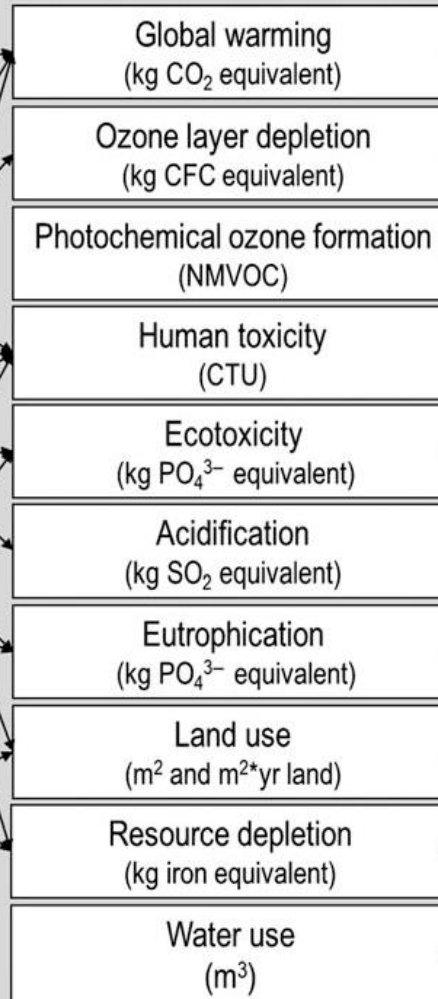 Global warming
(kg CO₂ equivalent)
Ozone layer depletion
(kg CFC equivalent)
Photochemical ozone formation
(NMVOC)
Human toxicity
(CTU)
Ecotoxicity
(kg PO₄³⁻ equivalent)
Acidification
(kg SO₂ equivalent)
Eutrophication
(kg PO₄³⁻ equivalent)
Land use
(m² and m²*yr land)
Resource depletion
(kg iron equivalent)
Water use
(m³)